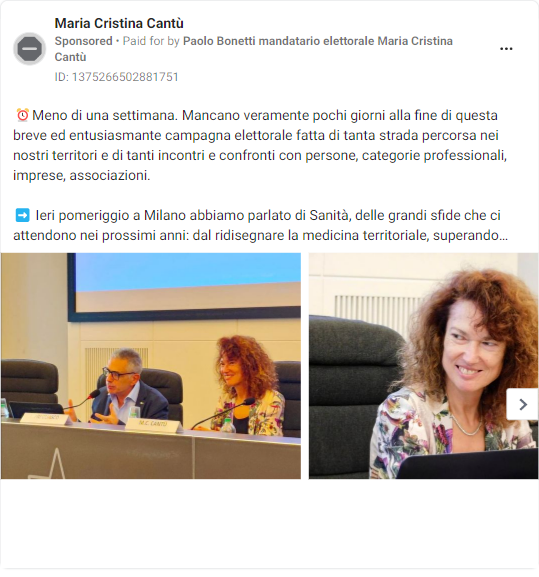 Maria Cristina Cantù
Sponsored • Paid for by Paolo Bonetti mandatario elettorale Maria Cristina
Cantù
ID: 1375266502881751
⏰Meno di una settimana. Mancano veramente pochi giorni alla fine di questa
breve ed entusiasmante campagna elettorale fatta di tanta strada percorsa nei
nostri territori e di tanti incontri e confronti con persone, categorie professionali,
imprese, associazioni.
➡️ Ieri pomeriggio a Milano abbiamo parlato di Sanità, delle grandi sfide che ci
attendono nei prossimi anni: dal ridisegnare la medicina territoriale, superando...
M.C. CANTÙ